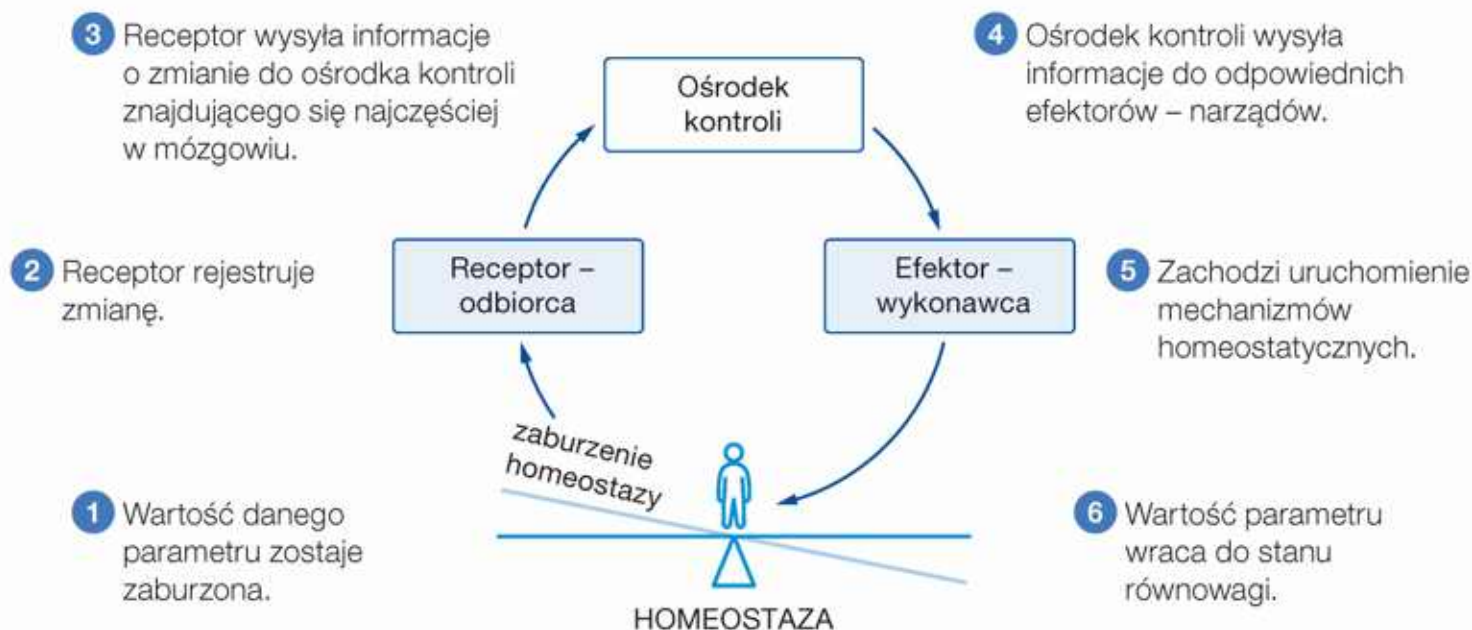 3 Receptor wysyła informacje
o zmianie do ośrodka kontroli
znajdującego się najczęściej
w mózgowiu.
Ośrodek
kontroli
4 Ośrodek kontroli wysyła
informacje do odpowiednich
efektorów – narządów.
2 Receptor rejestruje
zmianę.
Receptor –
odbiorca
Efektor –
wykonawca
5 Zachodzi uruchomienie
mechanizmów
homeostatycznych.
zaburzenie
homeostazy
1 Wartość danego
parametru zostaje
zaburzona.
6 Wartość parametru
wraca do stanu
równowagi.
HOMEOSTAZA